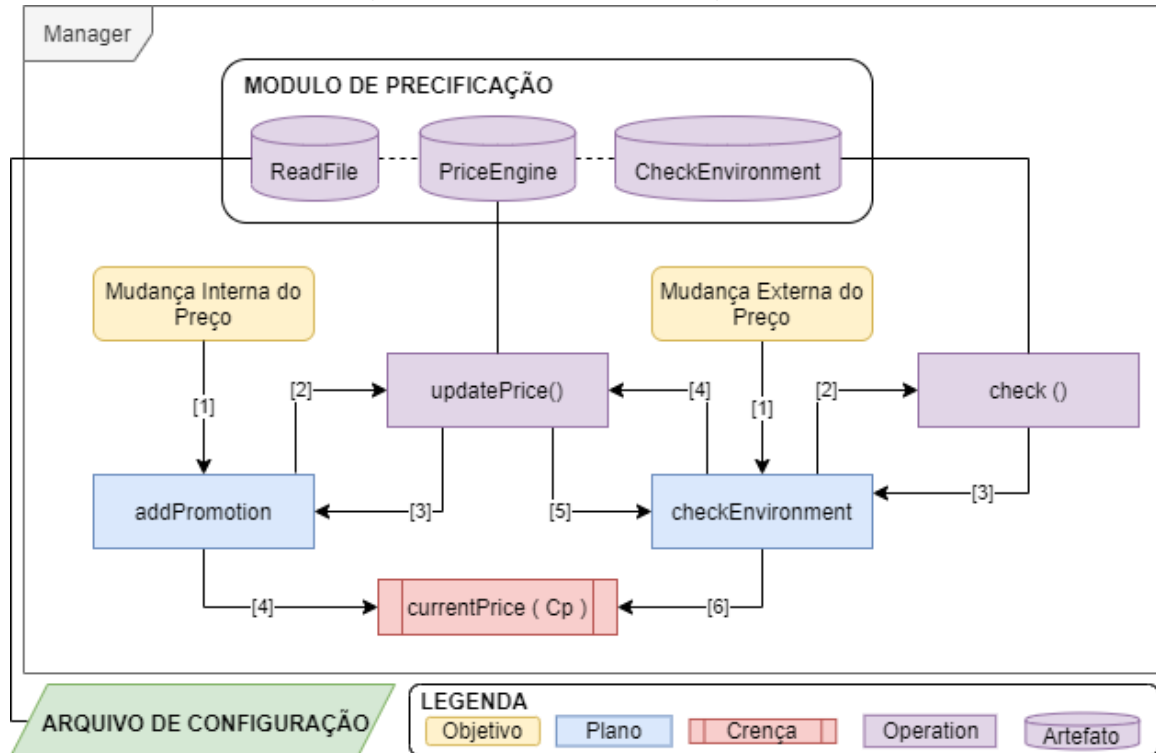 Manager
MODULO DE PRECIFICAÇÃO
ReadFile
PriceEngine
CheckEnvironment
Mudança Interna do
Preço
Mudança Externa do
Preço
[1]
[2]
updatePrice()
[4]
[1]
[2]
check ()
addPromotion
[3]
[5]
checkEnvironment
[3]
[4]
currentPrice ( Cp )
[6]
ARQUIVO DE CONFIGURAÇÃO
LEGENDA
Objetivo
Plano
Crença
Operation
Artefato